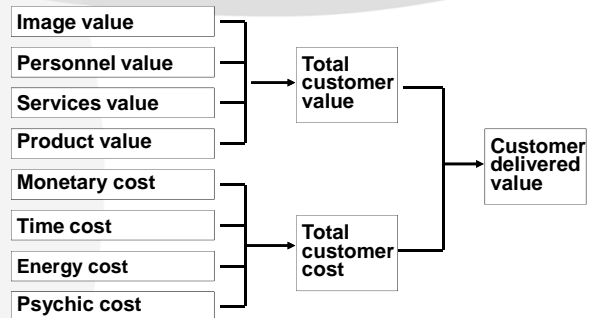 Image value
Personnel value
Services value
Product value
Monetary cost
Time cost
Energy cost
Psychic cost
Total
customer
value
Total
customer
cost
Customer
delivered
value